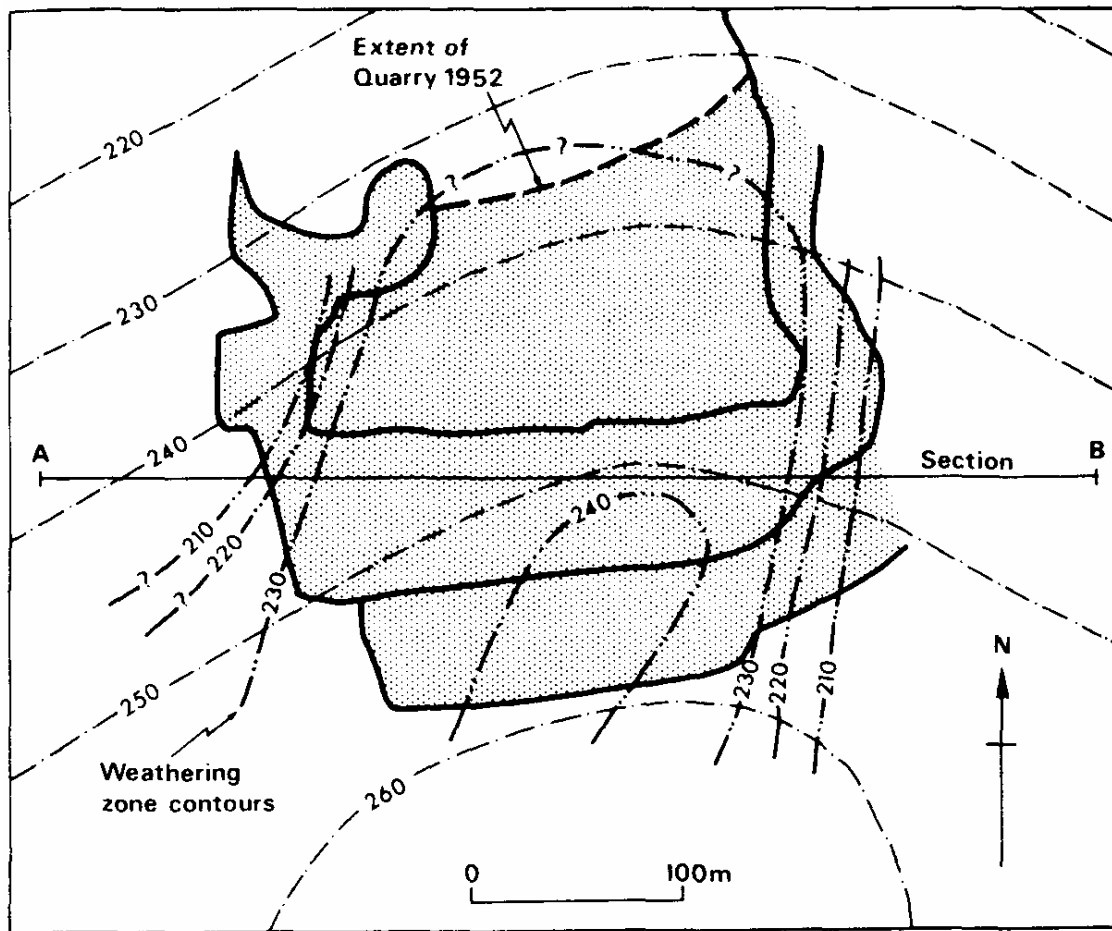 Extent of
Quarry 1952
220
?
?
?
230
240
A
Section
B
240
210
?
220
?
230
250
230
220
210
N
Weathering
zone contours
260
0
100m